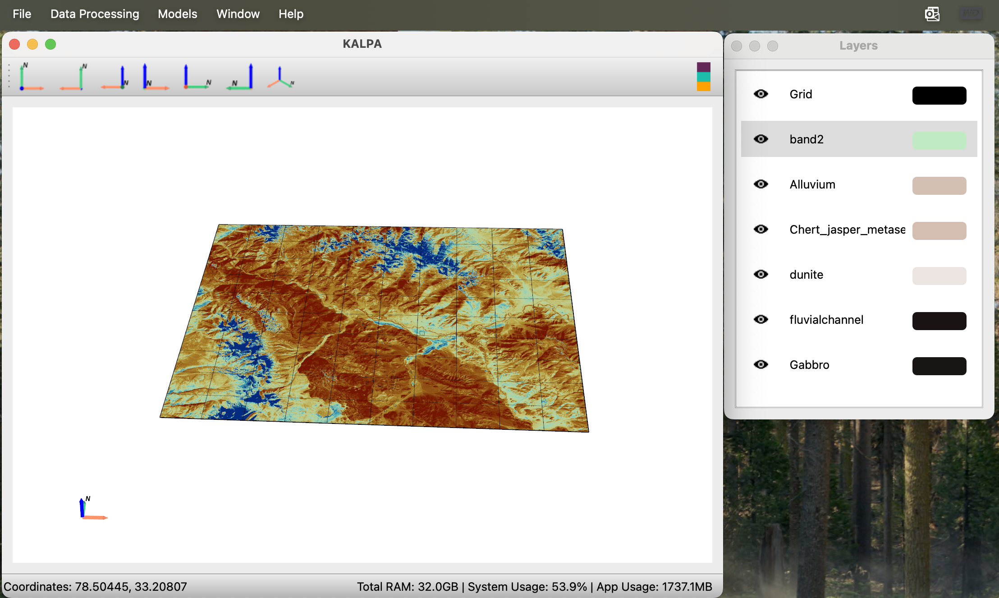 File Data Processing Models Window Help
WD
KALPA
N N N N N N N
Layers
Grid
band2
Alluvium
Chert_jasper_metase
dunite
fluvialchannel
Gabbro
N
Coordinates: 78.50445, 33.20807
Total RAM: 32.0GB | System Usage: 53.9% | App Usage: 1737.1MB